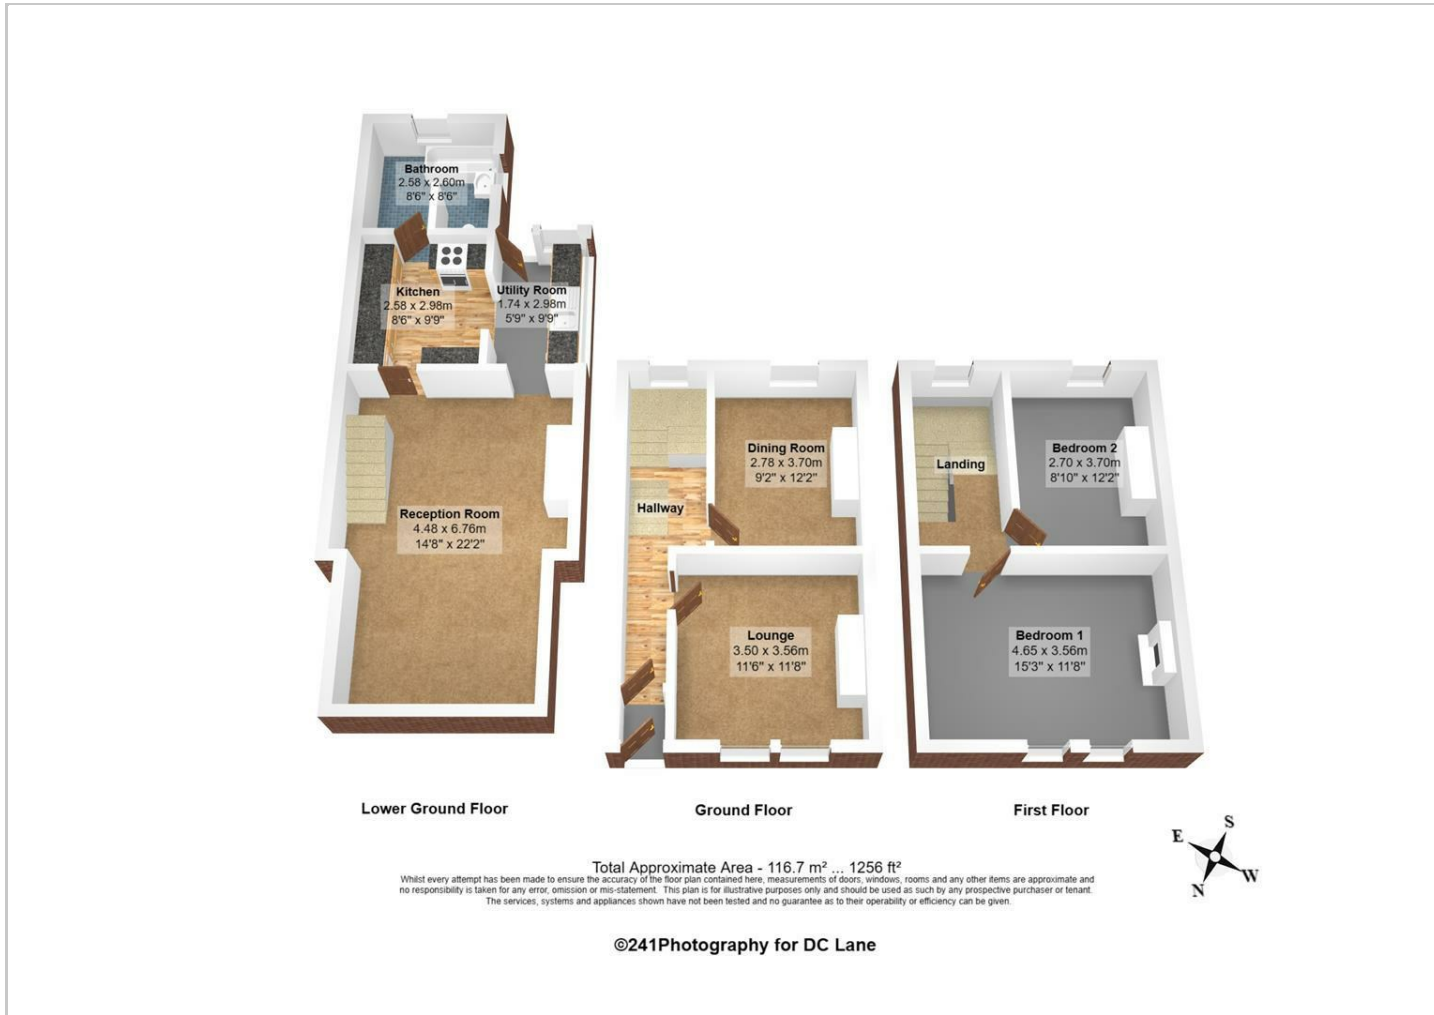 Bathroom
2.58 x 2.60m
8'6" x 8'6"
Kitchen
2.58 x 2.98m
8'6" x 9'9"
Utility Room
1.74 x 2.98m
5'9" x 9'9"
Reception Room
4.48 x 6.76m
14'8" x 22'2"
Hallway
Dining Room
2.78 x 3.70m
9'2" x 12'2"
Lounge
3.50 x 3.56m
11'6" x 11'8"
Landing
Bedroom 2
2.70 x 3.70m
8'10" x 12'2"
Bedroom 1
4.65 x 3.56m
15'3" x 11'8"
Lower Ground Floor
Ground Floor
First Floor
S
E
W
N
Total Approximate Area - 116.7 m² ... 1256 ft²
Whilst every attempt has been made to ensure the accuracy of the floor plan contained here, measurements of doors, windows, rooms and any other items are approximate and
no responsibility is taken for any error, omission or mis-statement. This plan is for illustrative purposes only and should be used as such by any prospective purchaser or tenant.
The services, systems and appliances shown have not been tested and no guarantee as to their operability or efficiency can be given.
©241Photography for DC Lane